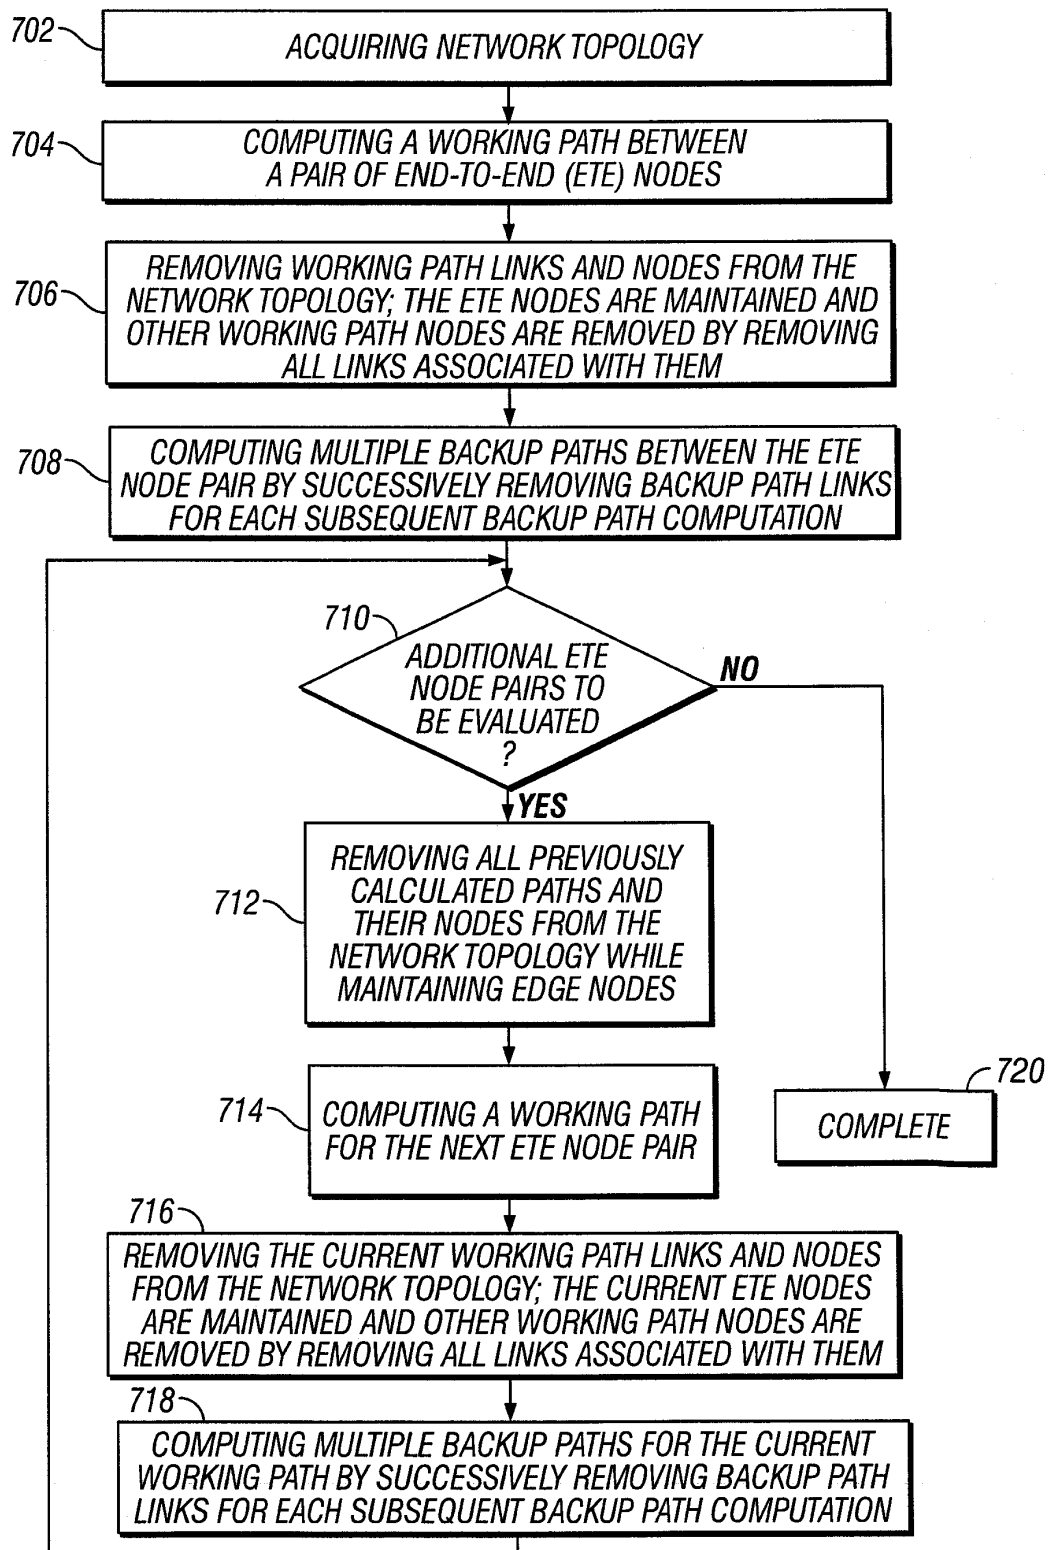 702
ACQUIRING NETWORK TOPOLOGY
704
COMPUTING A WORKING PATH BETWEEN
A PAIR OF END-TO-END (ETE) NODES
706
REMOVING WORKING PATH LINKS AND NODES FROM THE
NETWORK TOPOLOGY; THE ETE NODES ARE MAINTAINED AND
OTHER WORKING PATH NODES ARE REMOVED BY REMOVING
ALL LINKS ASSOCIATED WITH THEM
708
COMPUTING MULTIPLE BACKUP PATHS BETWEEN THE ETE
NODE PAIR BY SUCCESSIVELY REMOVING BACKUP PATH LINKS
FOR EACH SUBSEQUENT BACKUP PATH COMPUTATION
710
ADDITIONAL ETE
NODE PAIRS TO
BE EVALUATED
?
NO
YES
712
REMOVING ALL PREVIOUSLY
CALCULATED PATHS AND
THEIR NODES FROM THE
NETWORK TOPOLOGY WHILE
MAINTAINING EDGE NODES
714
COMPUTING A WORKING PATH
FOR THE NEXT ETE NODE PAIR
720
COMPLETE
716
REMOVING THE CURRENT WORKING PATH LINKS AND NODES
FROM THE NETWORK TOPOLOGY; THE CURRENT ETE NODES
ARE MAINTAINED AND OTHER WORKING PATH NODES ARE
REMOVED BY REMOVING ALL LINKS ASSOCIATED WITH THEM
718
COMPUTING MULTIPLE BACKUP PATHS FOR THE CURRENT
WORKING PATH BY SUCCESSIVELY REMOVING BACKUP PATH
LINKS FOR EACH SUBSEQUENT BACKUP PATH COMPUTATION